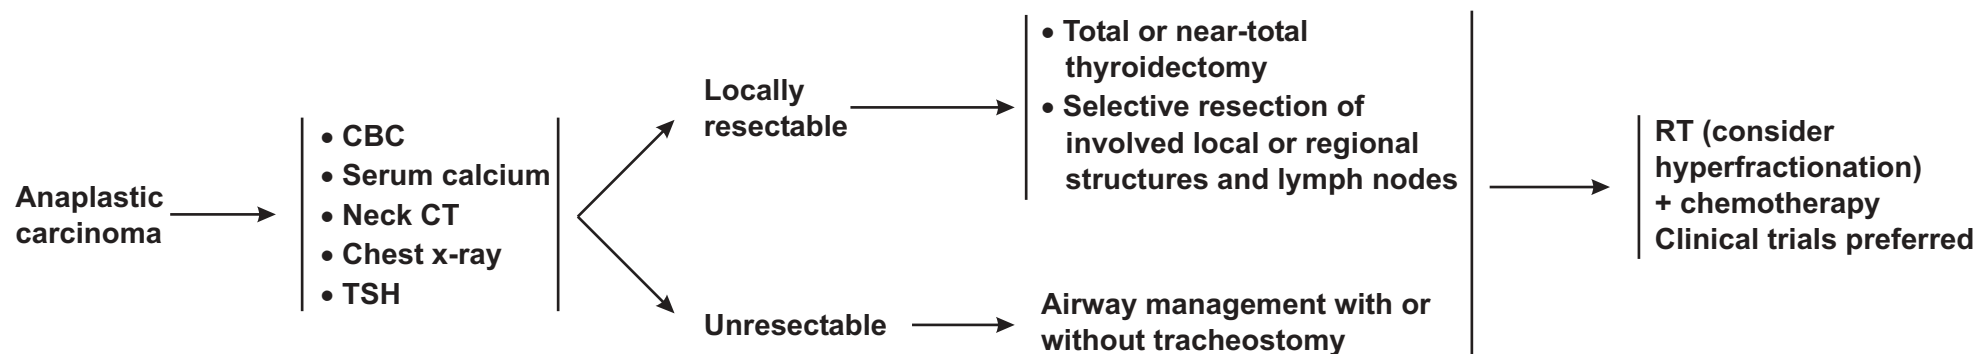 Anaplastic
carcinoma
• CBC
• Serum calcium
• Neck CT
• Chest x-ray
• TSH
Locally
resectable
• Total or near-total
thyroidectomy
• Selective resection of
involved local or regional
structures and lymph nodes
Unresectable
Airway management with or
without tracheostomy
RT (consider
hyperfractionation)
+ chemotherapy
Clinical trials preferred